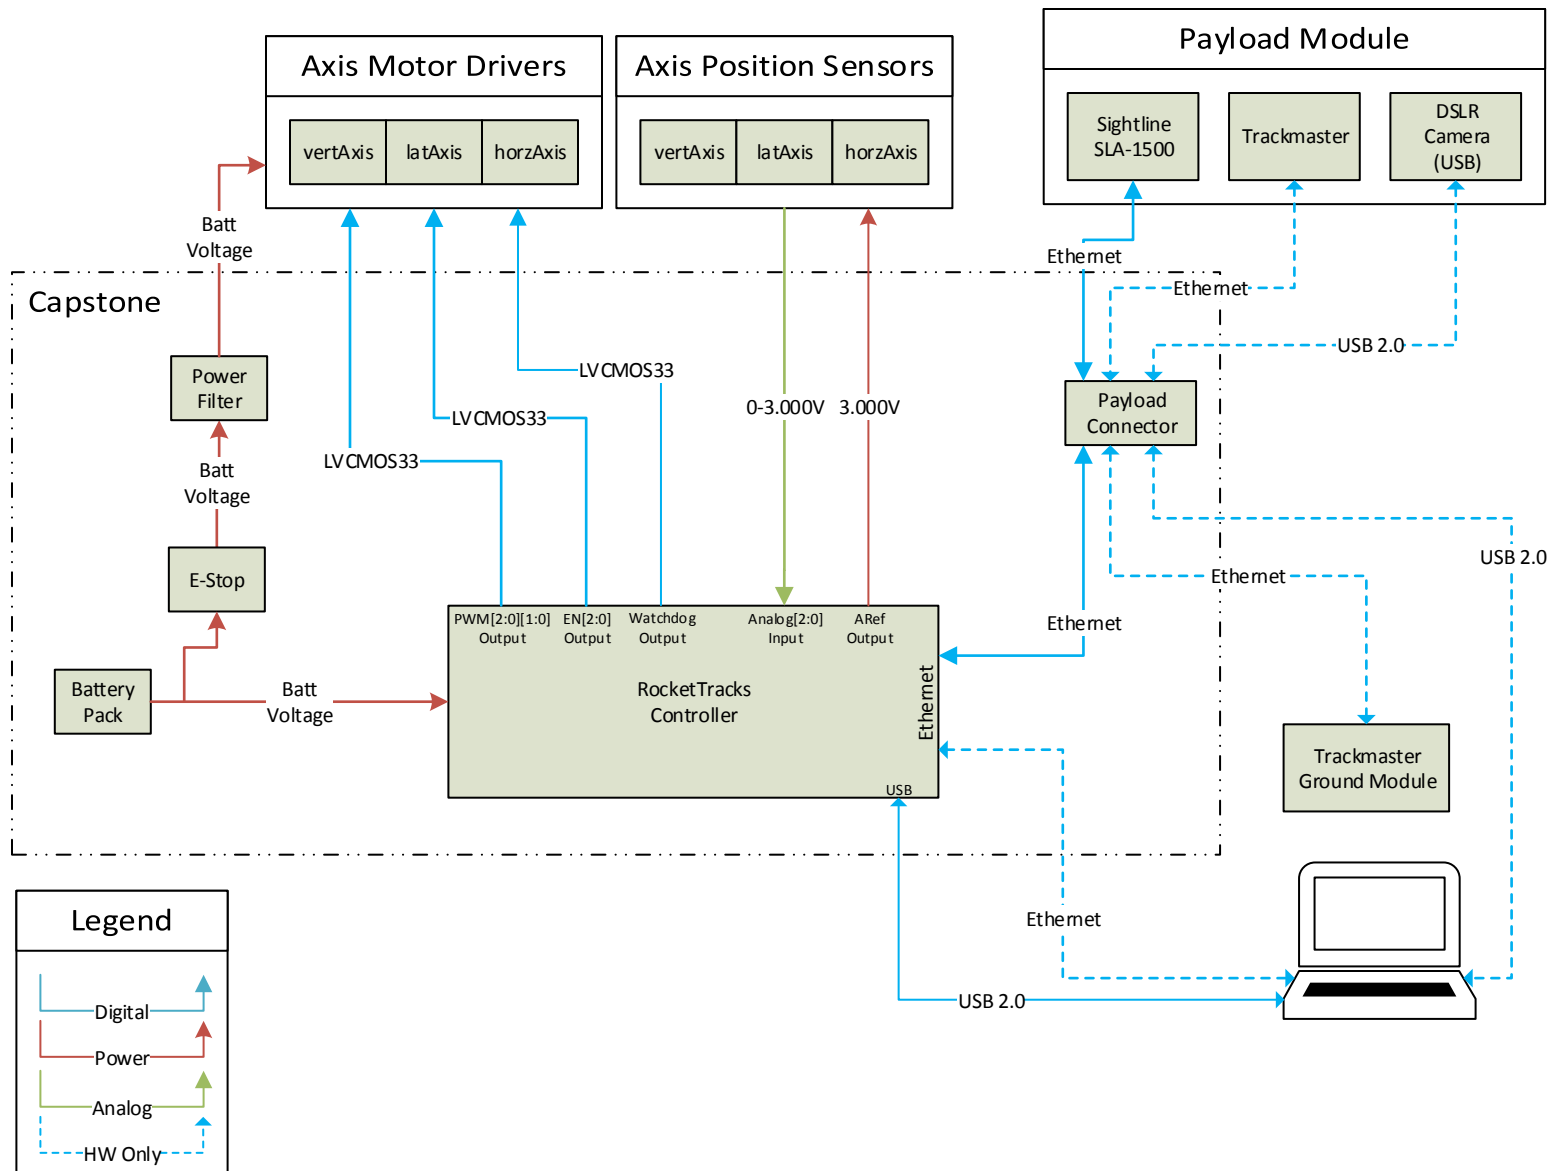 Axis Motor Drivers
vertAxis
latAxis
horzAxis
Axis Position Sensors
vertAxis
latAxis
horzAxis
Payload Module
Sightline
SLA-1500
Trackmaster
DSLR
Camera
(USB)
Batt
Voltage
Ethernet
Ethernet
USB 2.0
Capstone
Power
Filter
LVCMOS33
LVCMOS33
LVCMOS33
0-3.000V
3.000V
Payload
Connector
Batt
Voltage
E-Stop
USB 2.0
Ethernet
Ethernet
PWM[2:0][1:0]
Output
EN[2:0]
Output
Watchdog
Output
Analog[2:0]
Input
ARef
Output
Battery
Pack
Batt
Voltage
RocketTracks
Controller
Ethernet
USB
Trackmaster
Ground Module
Ethernet
USB 2.0
Legend
Digital
Power
Analog
HW Only